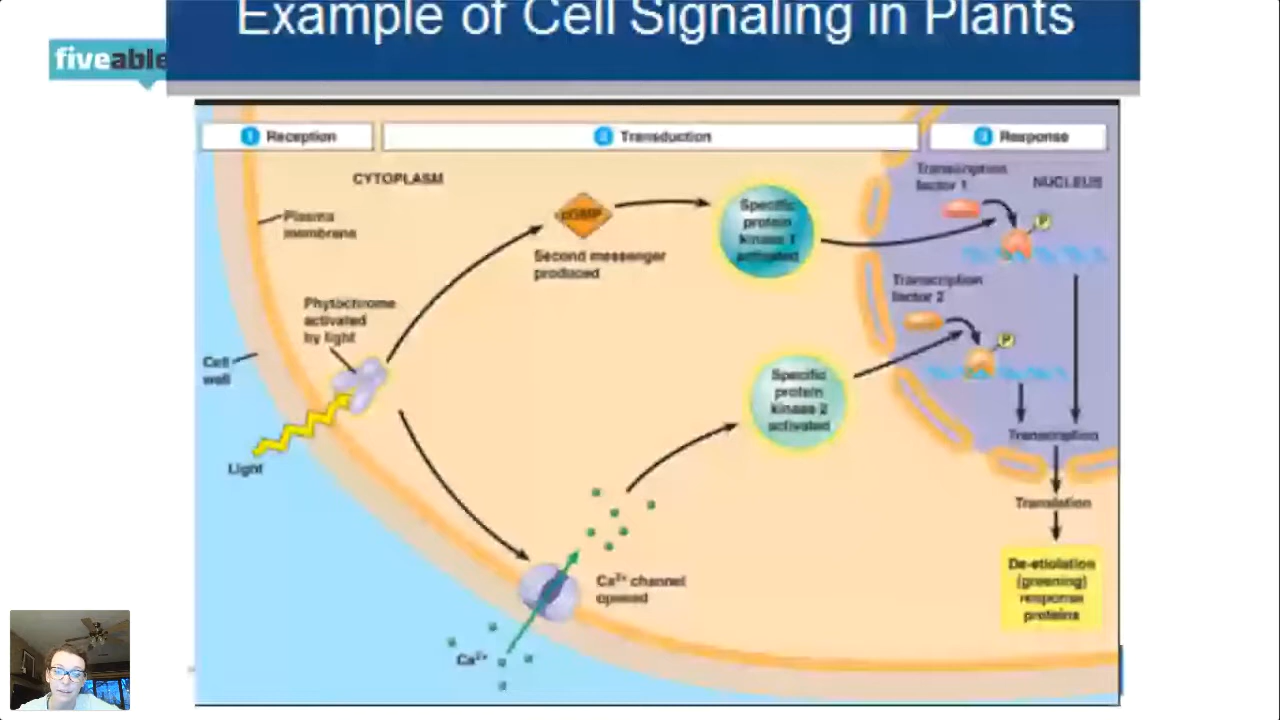 Example of Cell Signaling in Plants
fiveable
1 Reception
2 Transduction
3 Response
CYTOPLASM
Plasma
membrane
Phytochrome
activated
by light
Cell
wall
Light
cGMP
Second messenger
produced
Specific
protein
kinase 1
activated
Specific
protein
kinase 2
activated
Ca2+ channel
opened
Ca2+
Transcription
factor 1
NUCLEUS
P
Transcription
factor 2
P
Transcription
Translation
De-etiolation
(greening)
response
proteins